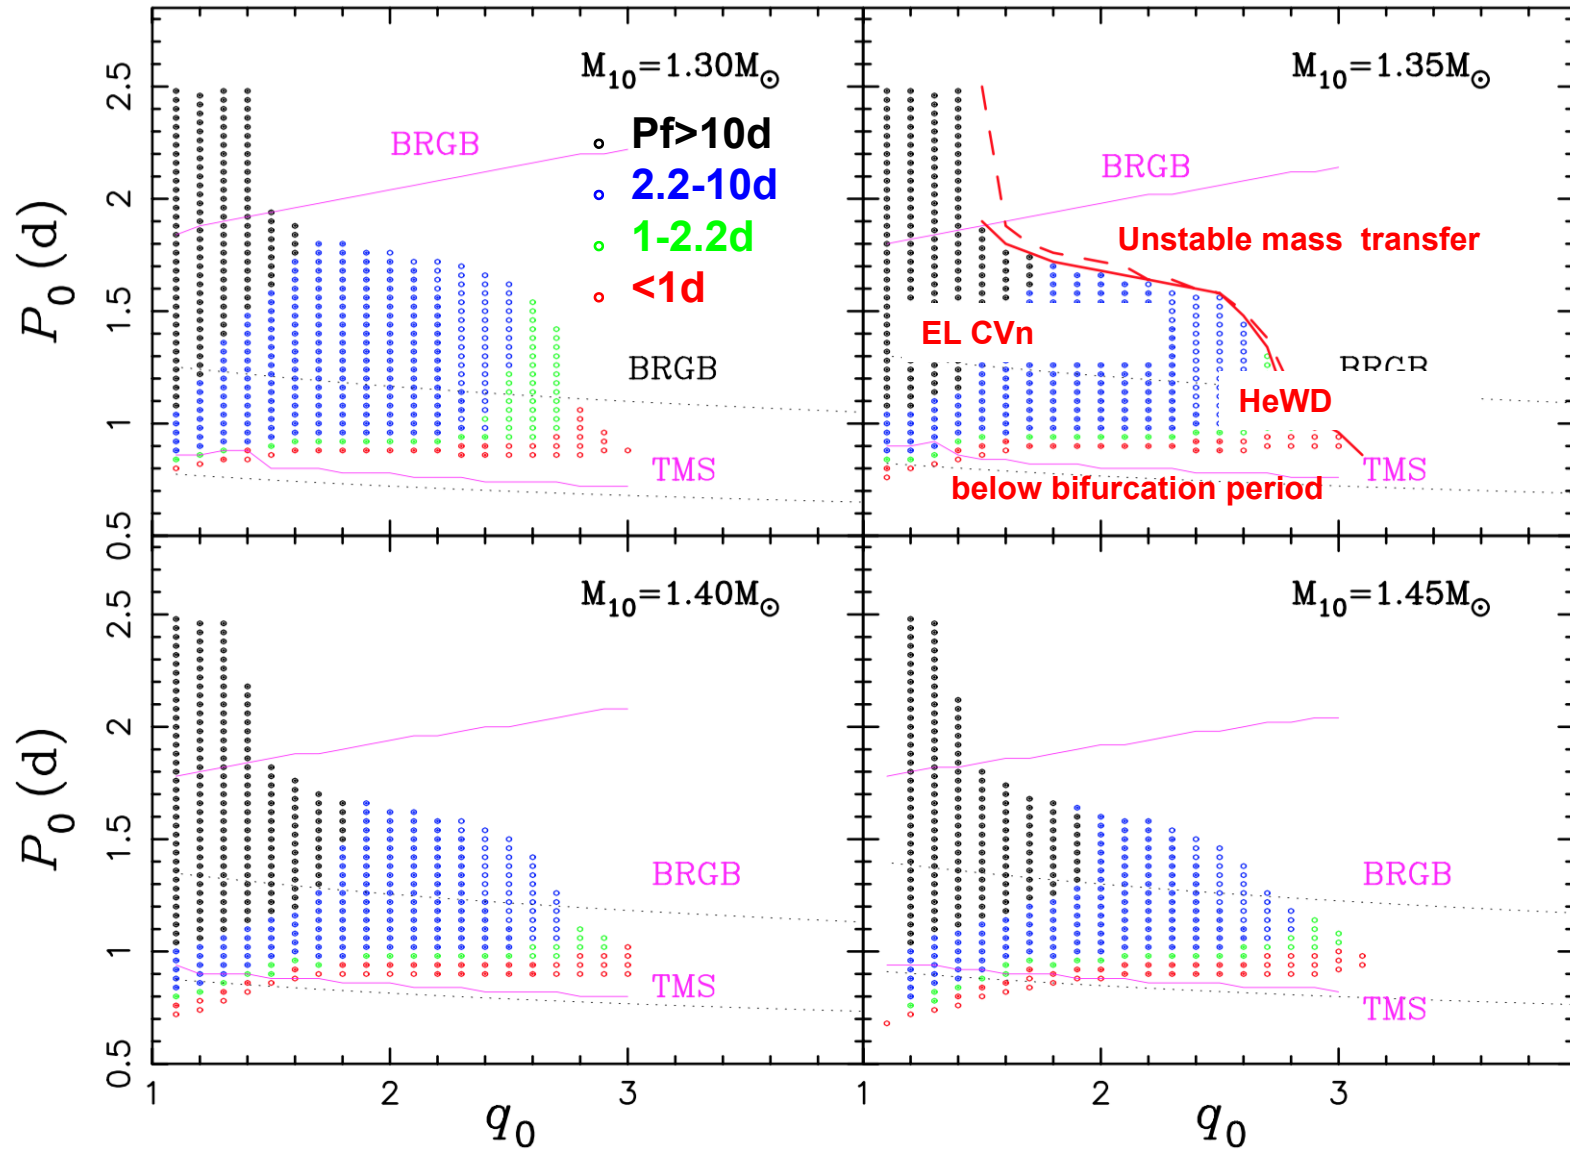 M10=1.30M⊙
Pf>10d
2.2-10d
1-2.2d
<1d
BRGB
BRGB
TMS
P0 (d)
0.5
1
1.5
2
2.5
M10=1.35M⊙
BRGB
Unstable mass transfer
EL CVn
BRGB
HeWD
TMS
below bifurcation period
M10=1.40M⊙
BRGB
TMS
P0 (d)
0.5
1
1.5
2
2.5
1 2 3
q0
M10=1.45M⊙
BRGB
TMS
1 2 3
q0